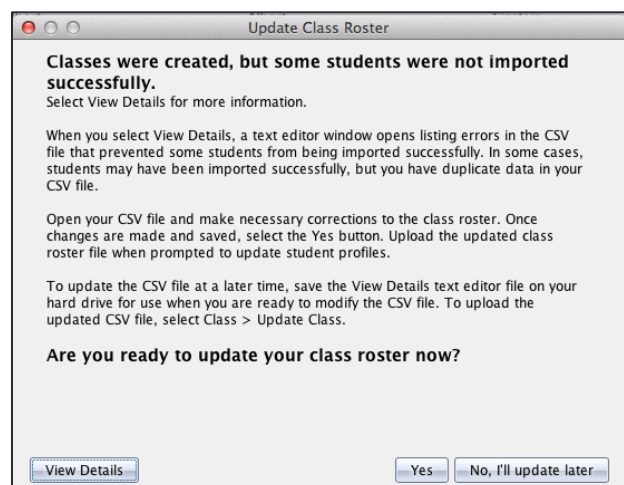 Update Class Roster
Classes were created, but some students were not imported
successfully.
Select View Details for more information.
When you select View Details, a text editor window opens listing errors in the CSV
file that prevented some students from being imported successfully. In some cases,
students may have been imported successfully, but you have duplicate data in your
CSV file.
Open your CSV file and make necessary corrections to the class roster. Once
changes are made and saved, select the Yes button. Upload the updated class
roster file when prompted to update student profiles.
To update the CSV file at a later time, save the View Details text editor file on your
hard drive for use when you are ready to modify the CSV file. To upload the
updated CSV file, select Class > Update Class.
Are you ready to update your class roster now?
View Details
Yes
No, I'll update later